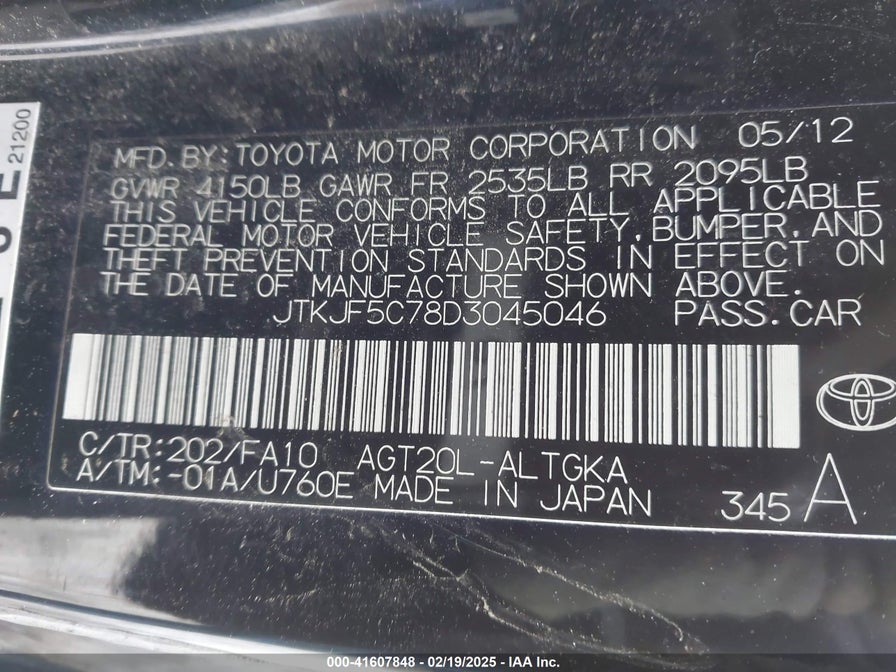 21200
MFD. BY: TOYOTA MOTOR CORPORATION 05/12
GVWR 4150LB GAWR FR 2535LB RR 2095LB
THIS VEHICLE CONFORMS TO ALL APPLICABLE
FEDERAL MOTOR VEHICLE SAFETY, BUMPER, AND
THEFT PREVENTION STANDARDS IN EFFECT ON
THE DATE OF MANUFACTURE SHOWN ABOVE.
JTKJF5C78D3045046 PASS. CAR
C/TR: 202/FA10 AGT20L-ALTGKA
A/TM: -01A/U760E MADE IN JAPAN
345 A
000-41607848 - 02/19/2025 - IAA Inc.